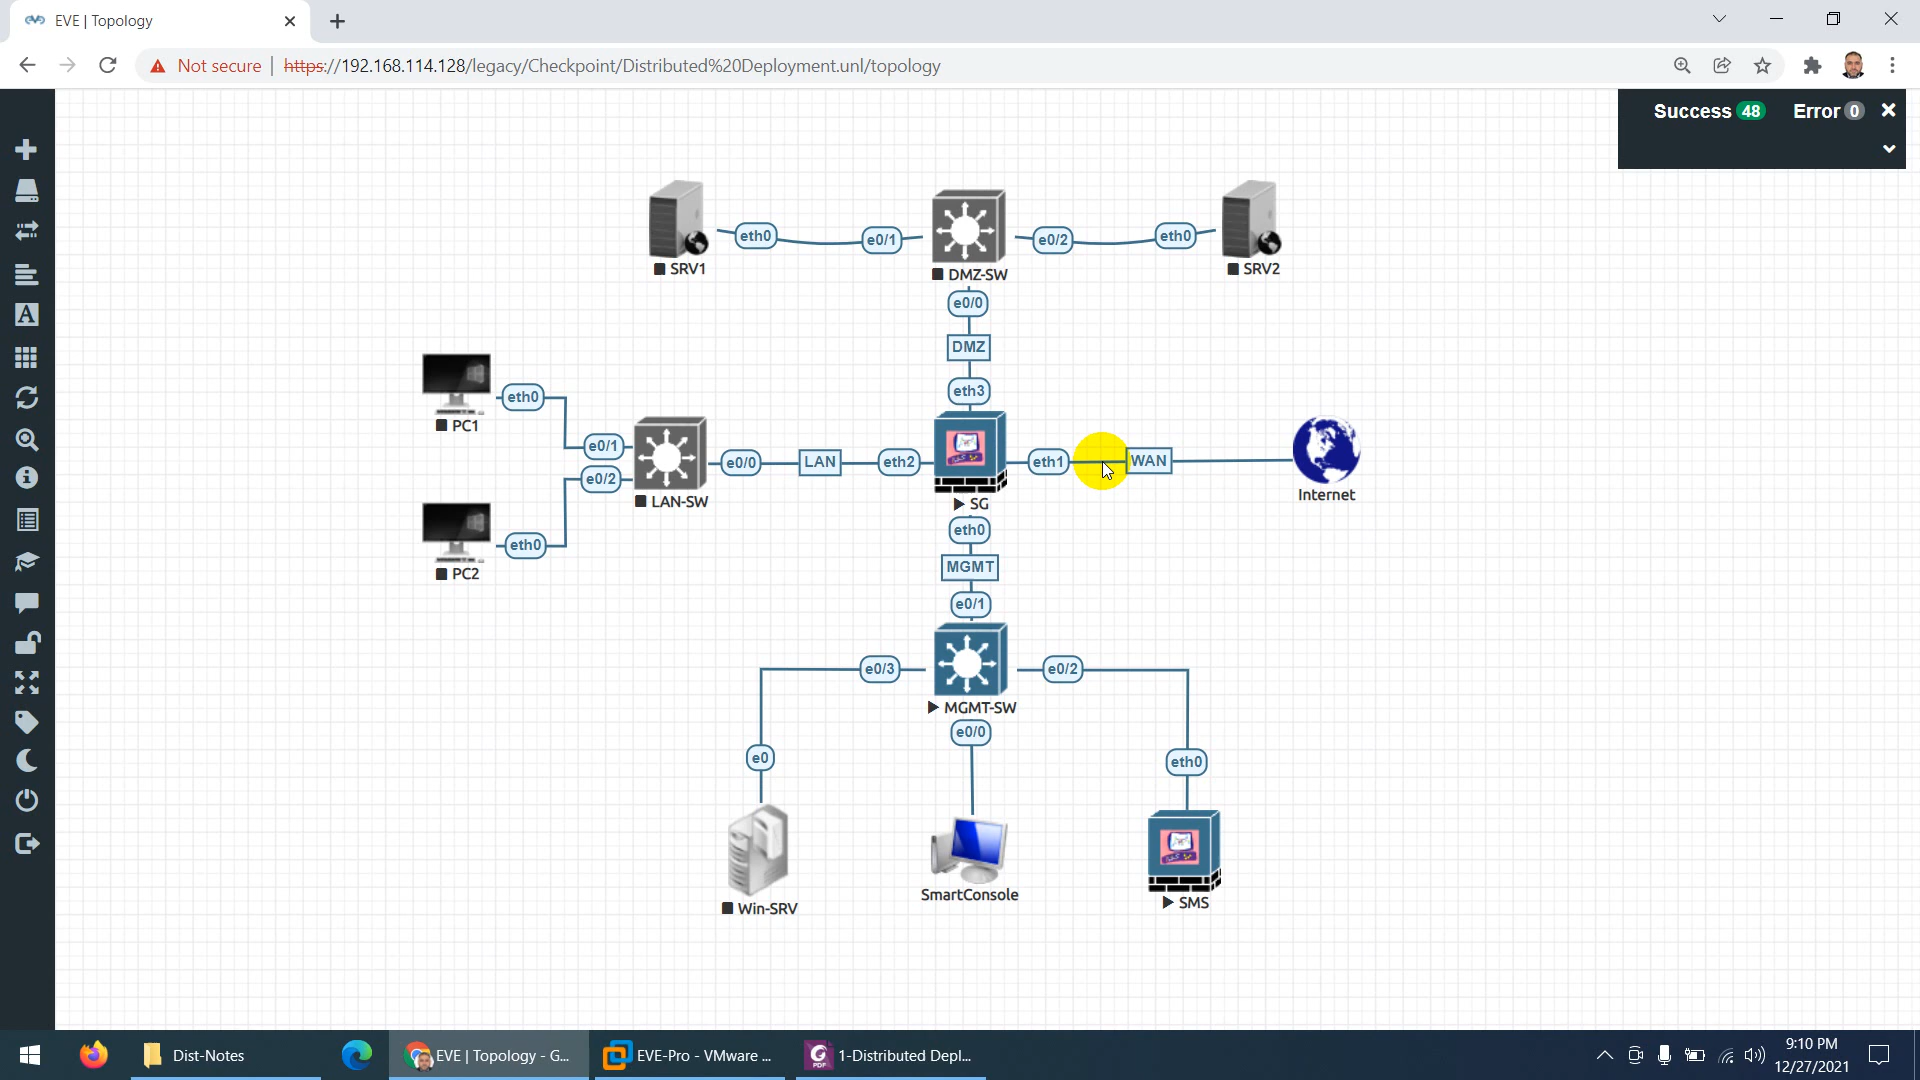 EVE | Topology
Not secure | https://192.168.114.128/legacy/Checkpoint/Distributed%20Deployment.unl/topology
Success 48 Error 0
SRV1
eth0
e0/1
DMZ-SW
e0/2
eth0
SRV2
e0/0
DMZ
eth3
PC1
eth0
e0/1
e0/2
LAN-SW
e0/0
LAN
eth2
SG
eth1
WAN
Internet
PC2
eth0
eth0
MGMT
e0/1
e0/3
MGMT-SW
e0/2
e0/0
e0
eth0
Win-SRV
SmartConsole
SMS
Dist-Notes
EVE | Topology - G...
EVE-Pro - VMware ...
PDF
1-Distributed Depl...
9:10 PM
12/27/2021